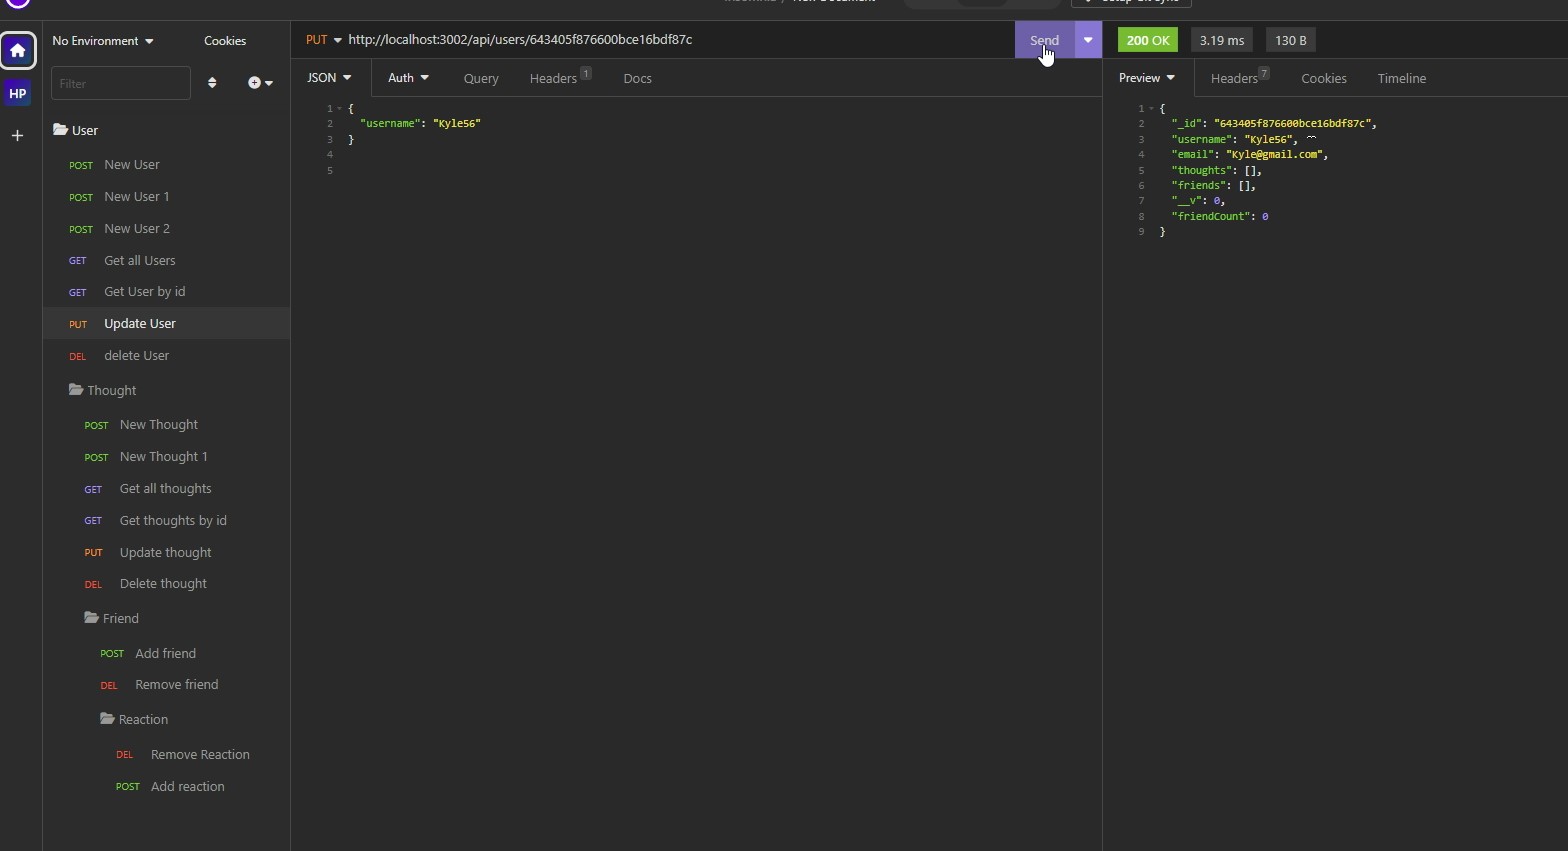 Insomnia / New Document
Setup Git Sync
No Environment
Cookies
PUT http://localhost:3002/api/users/643405f876600bce16bdf87c
Send
200 OK
3.19 ms
130 B
Filter
HP
JSON
Auth
Query
Headers 1
Docs
Preview
Headers 7
Cookies
Timeline
1 {
2 "username": "Kyle56"
3 }
4
5
1 {
2 "_id": "643405f876600bce16bdf87c",
3 "username": "Kyle56",
4 "email": "Kyle@gmail.com",
5 "thoughts": [],
6 "friends": [],
7 "__v": 0,
8 "friendCount": 0
9 }
User
POST New User
POST New User 1
POST New User 2
GET Get all Users
GET Get User by id
PUT Update User
DEL delete User
Thought
POST New Thought
POST New Thought 1
GET Get all thoughts
GET Get thoughts by id
PUT Update thought
DEL Delete thought
Friend
POST Add friend
DEL Remove friend
Reaction
DEL Remove Reaction
POST Add reaction